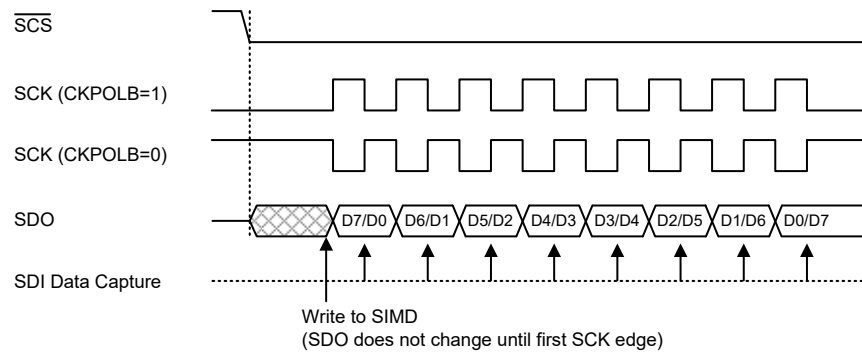 SCS
SCK (CKPOLB=1)
SCK (CKPOLB=0)
SDO
D7/D0 D6/D1 D5/D2 D4/D3 D3/D4 D2/D5 D1/D6 D0/D7
SDI Data Capture
Write to SIMD
(SDO does not change until first SCK edge)